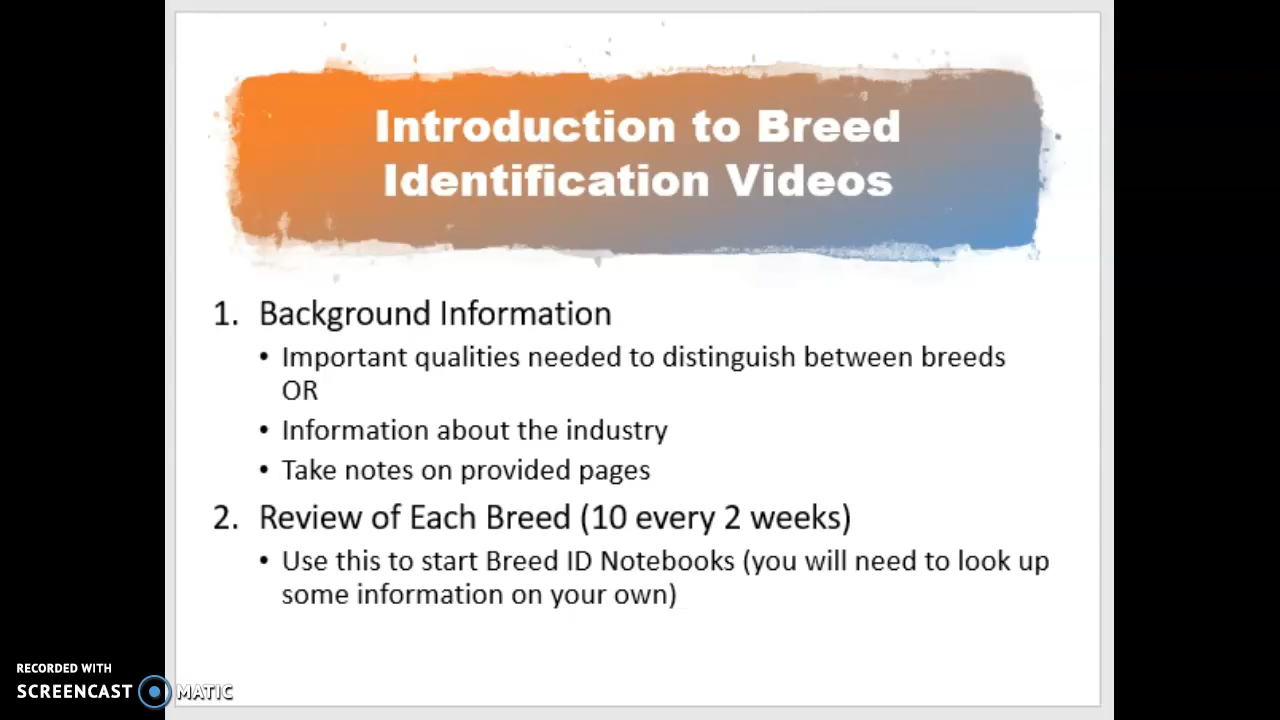 Introduction to Breed
Identification Videos
1. Background Information
• Important qualities needed to distinguish between breeds
OR
• Information about the industry
• Take notes on provided pages
2. Review of Each Breed (10 every 2 weeks)
• Use this to start Breed ID Notebooks (you will need to look up
some information on your own)
RECORDED WITH
SCREENCAST MATIC